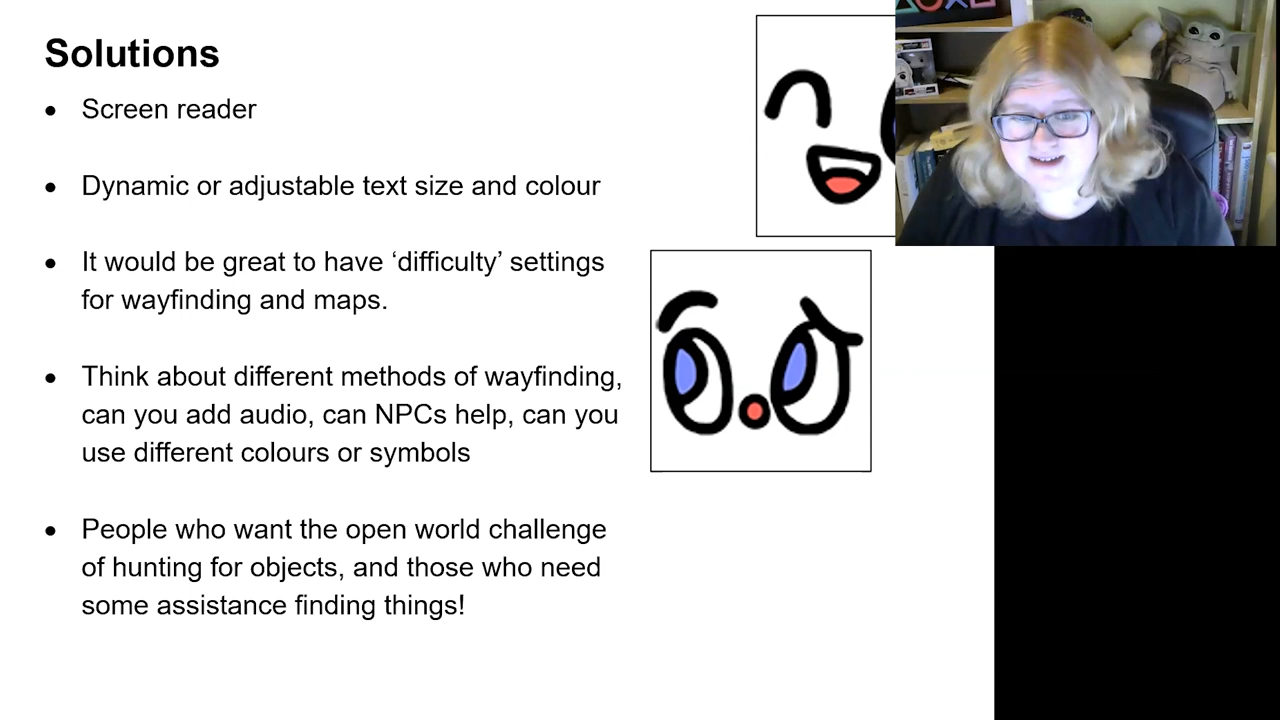 Solutions
• Screen reader
• Dynamic or adjustable text size and colour
• It would be great to have ‘difficulty’ settings
for wayfinding and maps.
• Think about different methods of wayfinding,
can you add audio, can NPCs help, can you
use different colours or symbols
• People who want the open world challenge
of hunting for objects, and those who need
some assistance finding things!